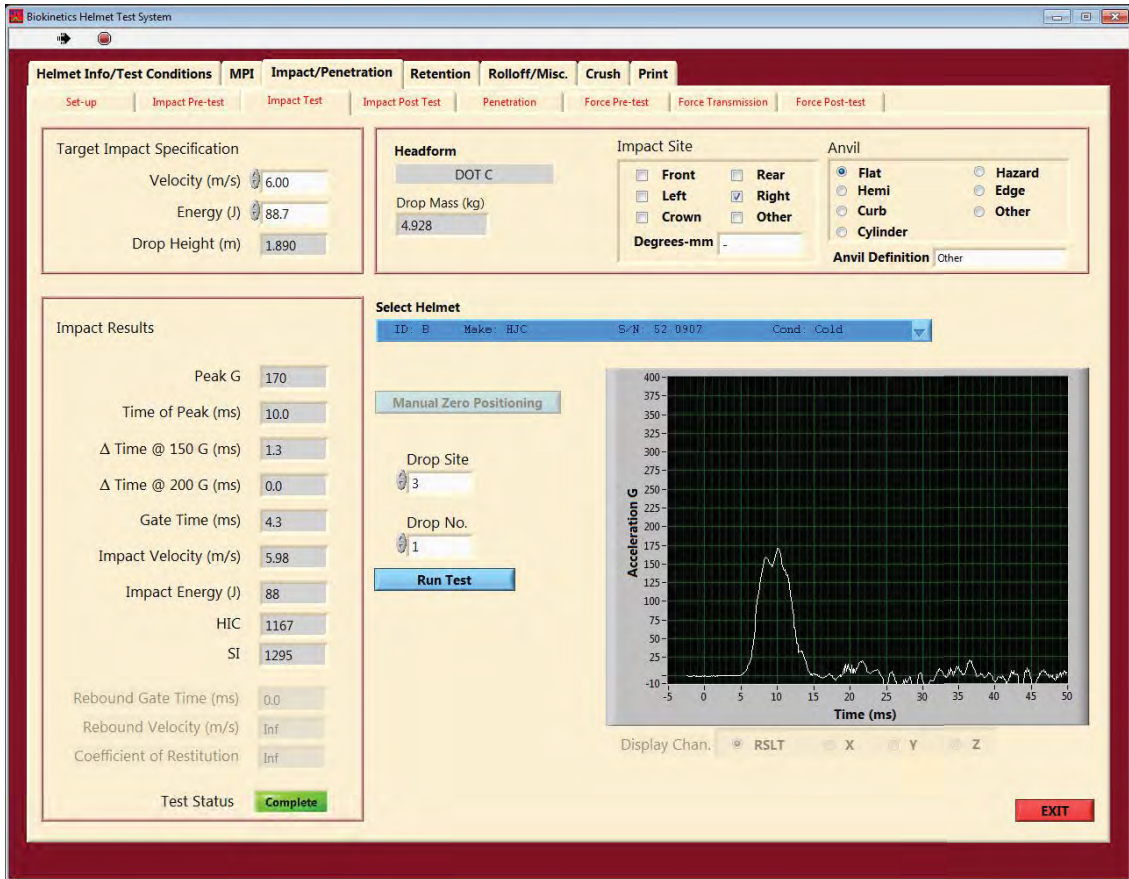 Biokinetics Helmet Test System
Helmet Info/Test Conditions MPI Impact/Penetration Retention Rolloff/Misc. Crush Print
Set-up Impact Pre-test Impact Test Impact Post Test Penetration Force Pre-test Force Transmission Force Post-test
Target Impact Specification
Velocity (m/s) 6.00
Energy (J) 88.7
Drop Height (m) 1.890
Headform
DOT C
Drop Mass (kg)
4.928
Impact Site
Front Rear
Left Right
Crown Other
Degrees-mm -
Anvil
Flat Hazard
Hemi Edge
Curb Other
Cylinder
Anvil Definition Other
Select Helmet
ID: B Make: HJC S/N: 52 0907 Cond: Cold
Impact Results
Peak G 170
Time of Peak (ms) 10.0
Δ Time @ 150 G (ms) 1.3
Δ Time @ 200 G (ms) 0.0
Gate Time (ms) 4.3
Impact Velocity (m/s) 5.98
Impact Energy (J) 88
HIC 1167
SI 1295
Rebound Gate Time (ms) 0.0
Rebound Velocity (m/s) Inf
Coefficient of Restitution Inf
Test Status Complete
Manual Zero Positioning
Drop Site
3
Drop No.
1
Run Test
Acceleration G
400
375
350
325
300
275
250
225
200
175
150
125
100
75
50
25
-10
-5 0 5 10 15 20 25 30 35 40 45 50
Time (ms)
Display Chan. RSLT X Y Z
EXIT